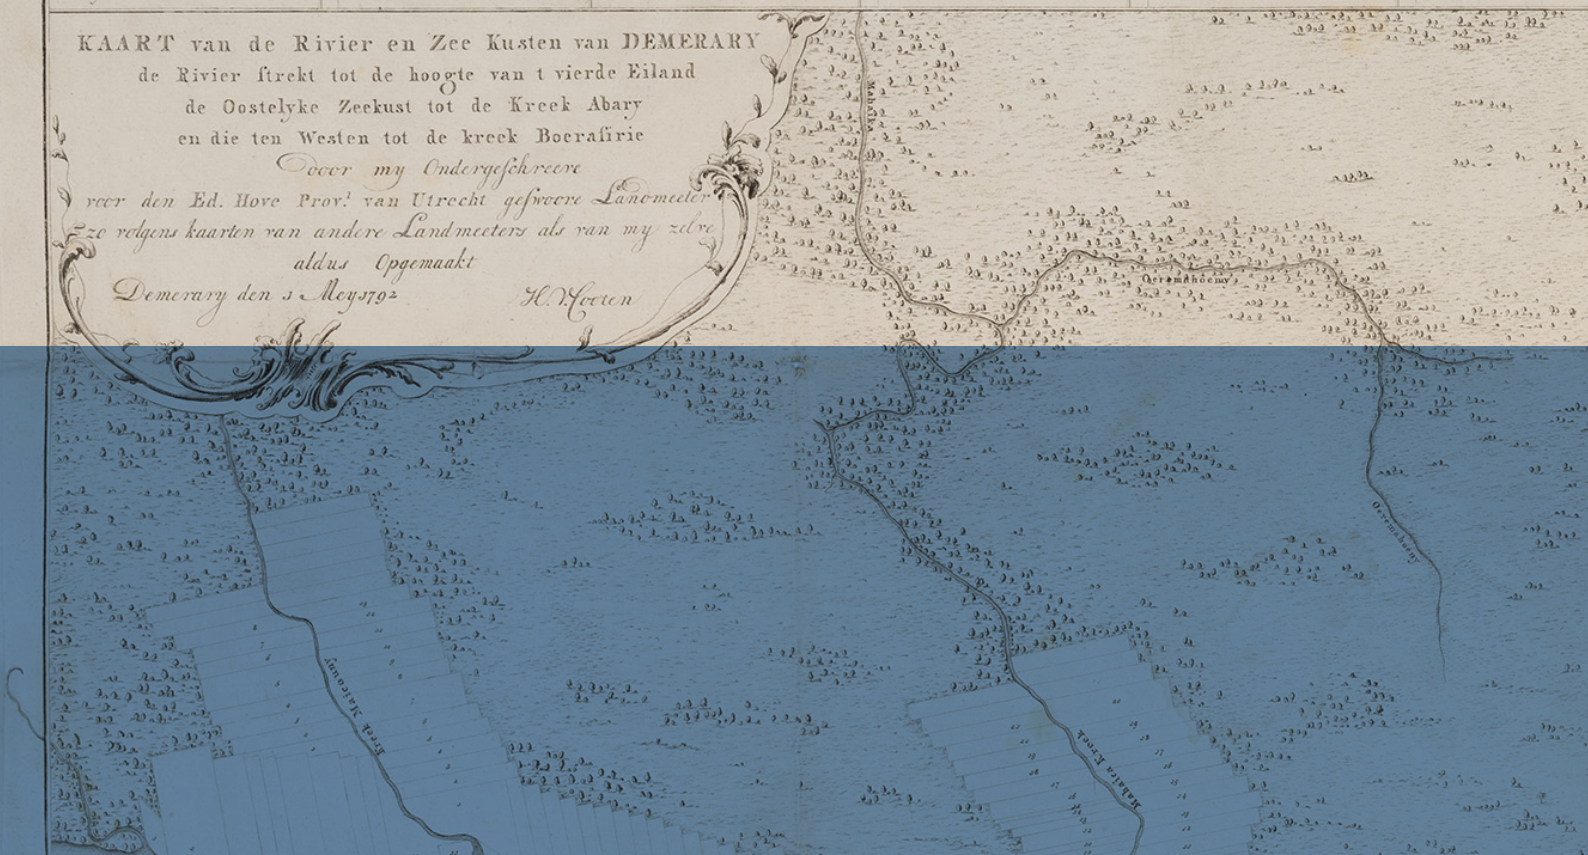 KAART van de Rivier en Zee Kusten van DEMERARY
de Rivier ſtrekt tot de hoogte van t vierde Eiland
de Oostelyke Zeekust tot de Kreek Abary
en die ten Westen tot de kreek Boeraſirie
Door my Ondergeſchreeve
voor den Ed. Hove Prov.l van Utrecht geſwoore Landmeeter
zo volgens kaarten van andere Landmeeters als van my zelve
aldus Opgemaakt
Demerary den 1 Mey 1792 H. V. Cooten
Mahaika
Kreek Maicouny
Mahaica Kreek